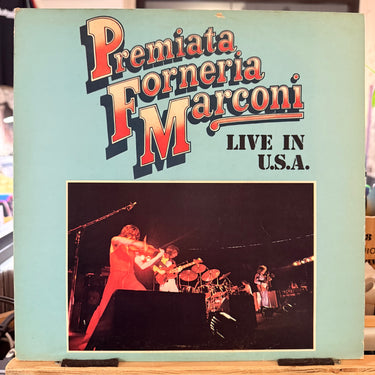 Premiata
Forneria
Marconi
LIVE IN
U.S.A.